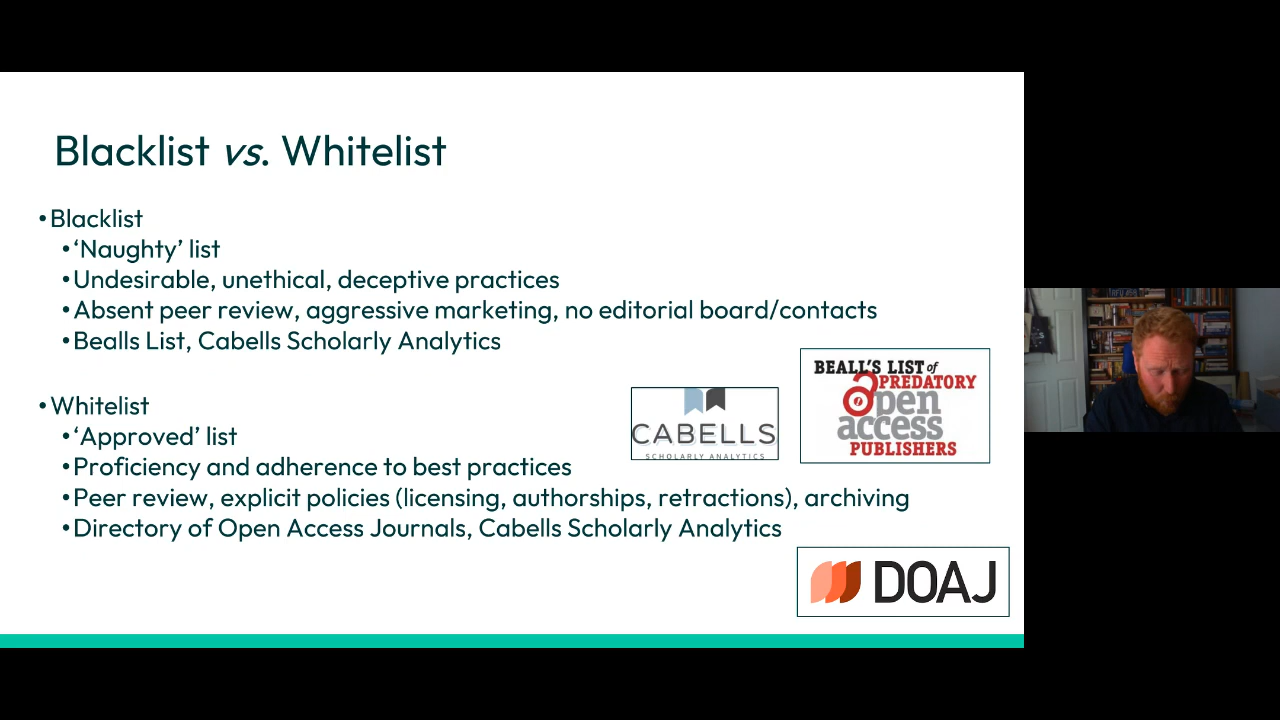 Blacklist vs. Whitelist
•Blacklist
•‘Naughty’ list
•Undesirable, unethical, deceptive practices
•Absent peer review, aggressive marketing, no editorial board/contacts
•Bealls List, Cabells Scholarly Analytics
•Whitelist
•‘Approved’ list
•Proficiency and adherence to best practices
•Peer review, explicit policies (licensing, authorships, retractions), archiving
•Directory of Open Access Journals, Cabells Scholarly Analytics
CABELLS
SCHOLARLY ANALYTICS
BEALL'S LIST of
PREDATORY
open
access
PUBLISHERS
DOAJ